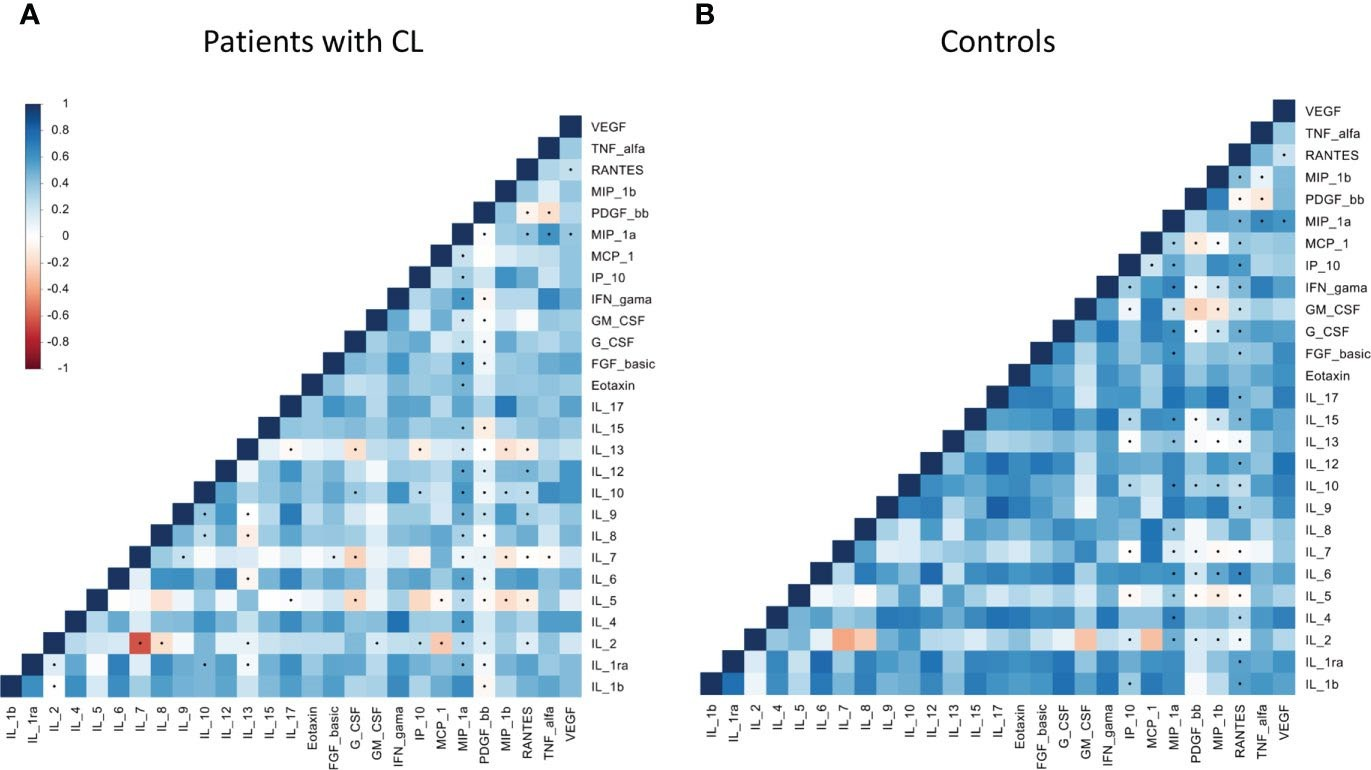 A
B
Patients with CL
Controls
1
0.8
0.6
0.4
0.2
0
-0.2
-0.4
-0.6
-0.8
-1
VEGF
TNF_alfa
RANTES
MIP_1b
PDGF_bb
MIP_1a
MCP_1
IP_10
IFN_gama
GM_CSF
G_CSF
FGF_basic
Eotaxin
IL_17
IL_15
IL_13
IL_12
IL_10
IL_9
IL_8
IL_7
IL_6
IL_5
IL_4
IL_2
IL_1ra
IL_1b
IL_1b
IL_1ra
IL_2
IL_4
IL_5
IL_6
IL_7
IL_8
IL_9
IL_10
IL_12
IL_13
IL_15
IL_17
Eotaxin
FGF_basic
G_CSF
GM_CSF
IFN_gama
IP_10
MCP_1
MIP_1a
PDGF_bb
MIP_1b
RANTES
TNF_alfa
VEGF
VEGF
TNF_alfa
RANTES
MIP_1b
PDGF_bb
MIP_1a
MCP_1
IP_10
IFN_gama
GM_CSF
G_CSF
FGF_basic
Eotaxin
IL_17
IL_15
IL_13
IL_12
IL_10
IL_9
IL_8
IL_7
IL_6
IL_5
IL_4
IL_2
IL_1ra
IL_1b
IL_1b
IL_1ra
IL_2
IL_4
IL_5
IL_6
IL_7
IL_8
IL_9
IL_10
IL_12
IL_13
IL_15
IL_17
Eotaxin
FGF_basic
G_CSF
GM_CSF
IFN_gama
IP_10
MCP_1
MIP_1a
PDGF_bb
MIP_1b
RANTES
TNF_alfa
VEGF